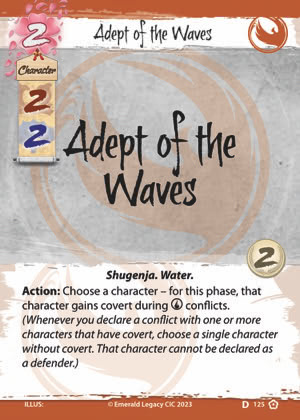 2
Adept of the Waves
Character
2
2
Adept of the
Waves
2
Shugenja. Water.
Action: Choose a character – for this phase, that
character gains covert during conflicts.
(Whenever you declare a conflict with one or more
characters that have covert, choose a single character
without covert. That character cannot be declared as
a defender.)
ILLUS: © Emerald Legacy CIC 2023 D 125